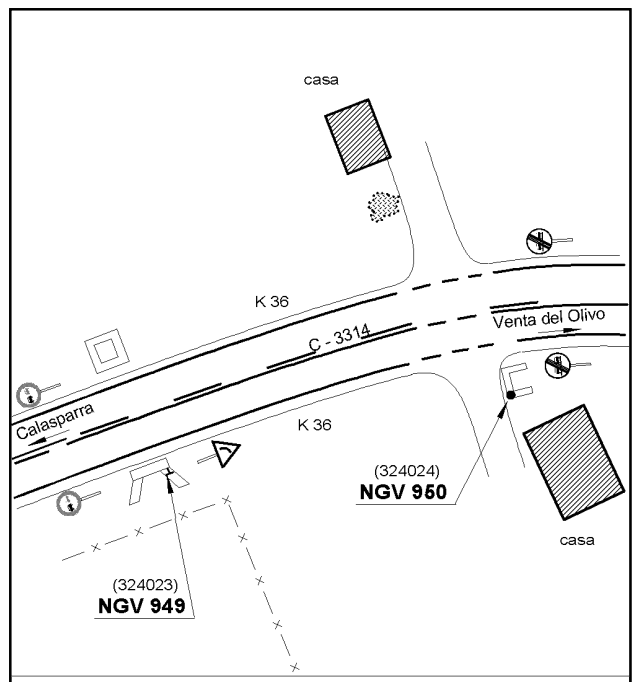 casa
K 36
C - 3314
Venta del Olivo
Calasparra
K 36
(324024)
NGV 950
casa
(324023)
NGV 949